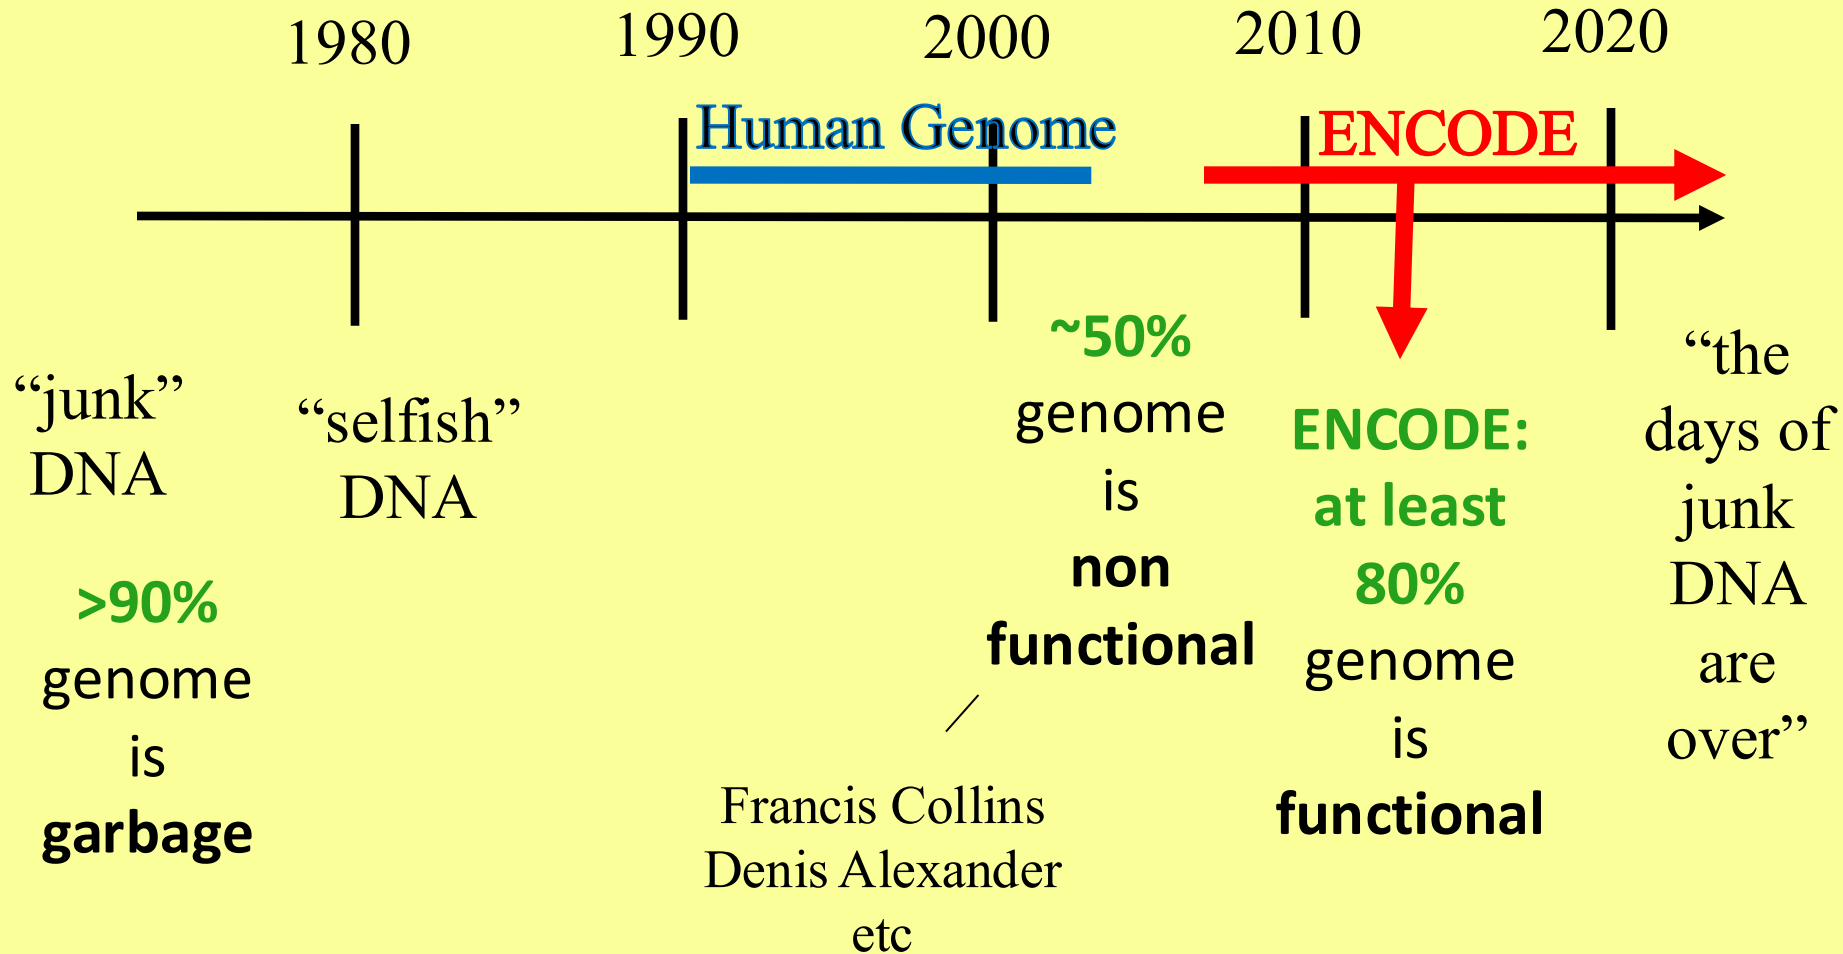 1980
1990
2000
2010
2020
Human Genome
ENCODE
“junk”
DNA
>90%
genome
is
garbage
“selfish”
DNA
~50%
genome
is
non
functional
Francis Collins
Denis Alexander
etc
ENCODE:
at least
80%
genome
is
functional
“the
days of
junk
DNA
are
over”